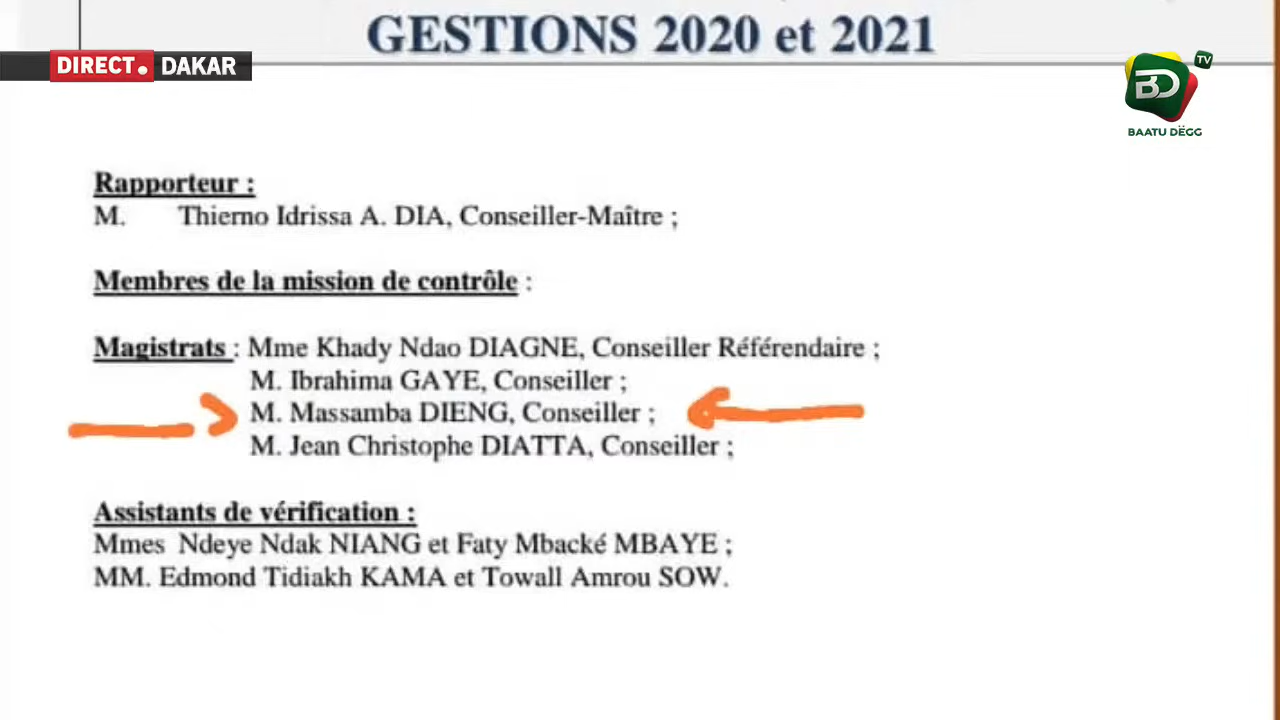 GESTIONS 2020 et 2021
DIRECT. DAKAR
BD TV
BAATU DËGG
Rapporteur :
M. Thierno Idrissa A. DIA, Conseiller-Maître ;
Membres de la mission de contrôle :
Magistrats : Mme Khady Ndao DIAGNE, Conseiller Référendaire ;
M. Ibrahima GAYE, Conseiller ;
M. Massamba DIENG, Conseiller ;
M. Jean Christophe DIATTA, Conseiller ;
Assistants de vérification :
Mmes Ndeye Ndak NIANG et Faty Mbacké MBAYE ;
MM. Edmond Tidiakh KAMA et Towall Amrou SOW.